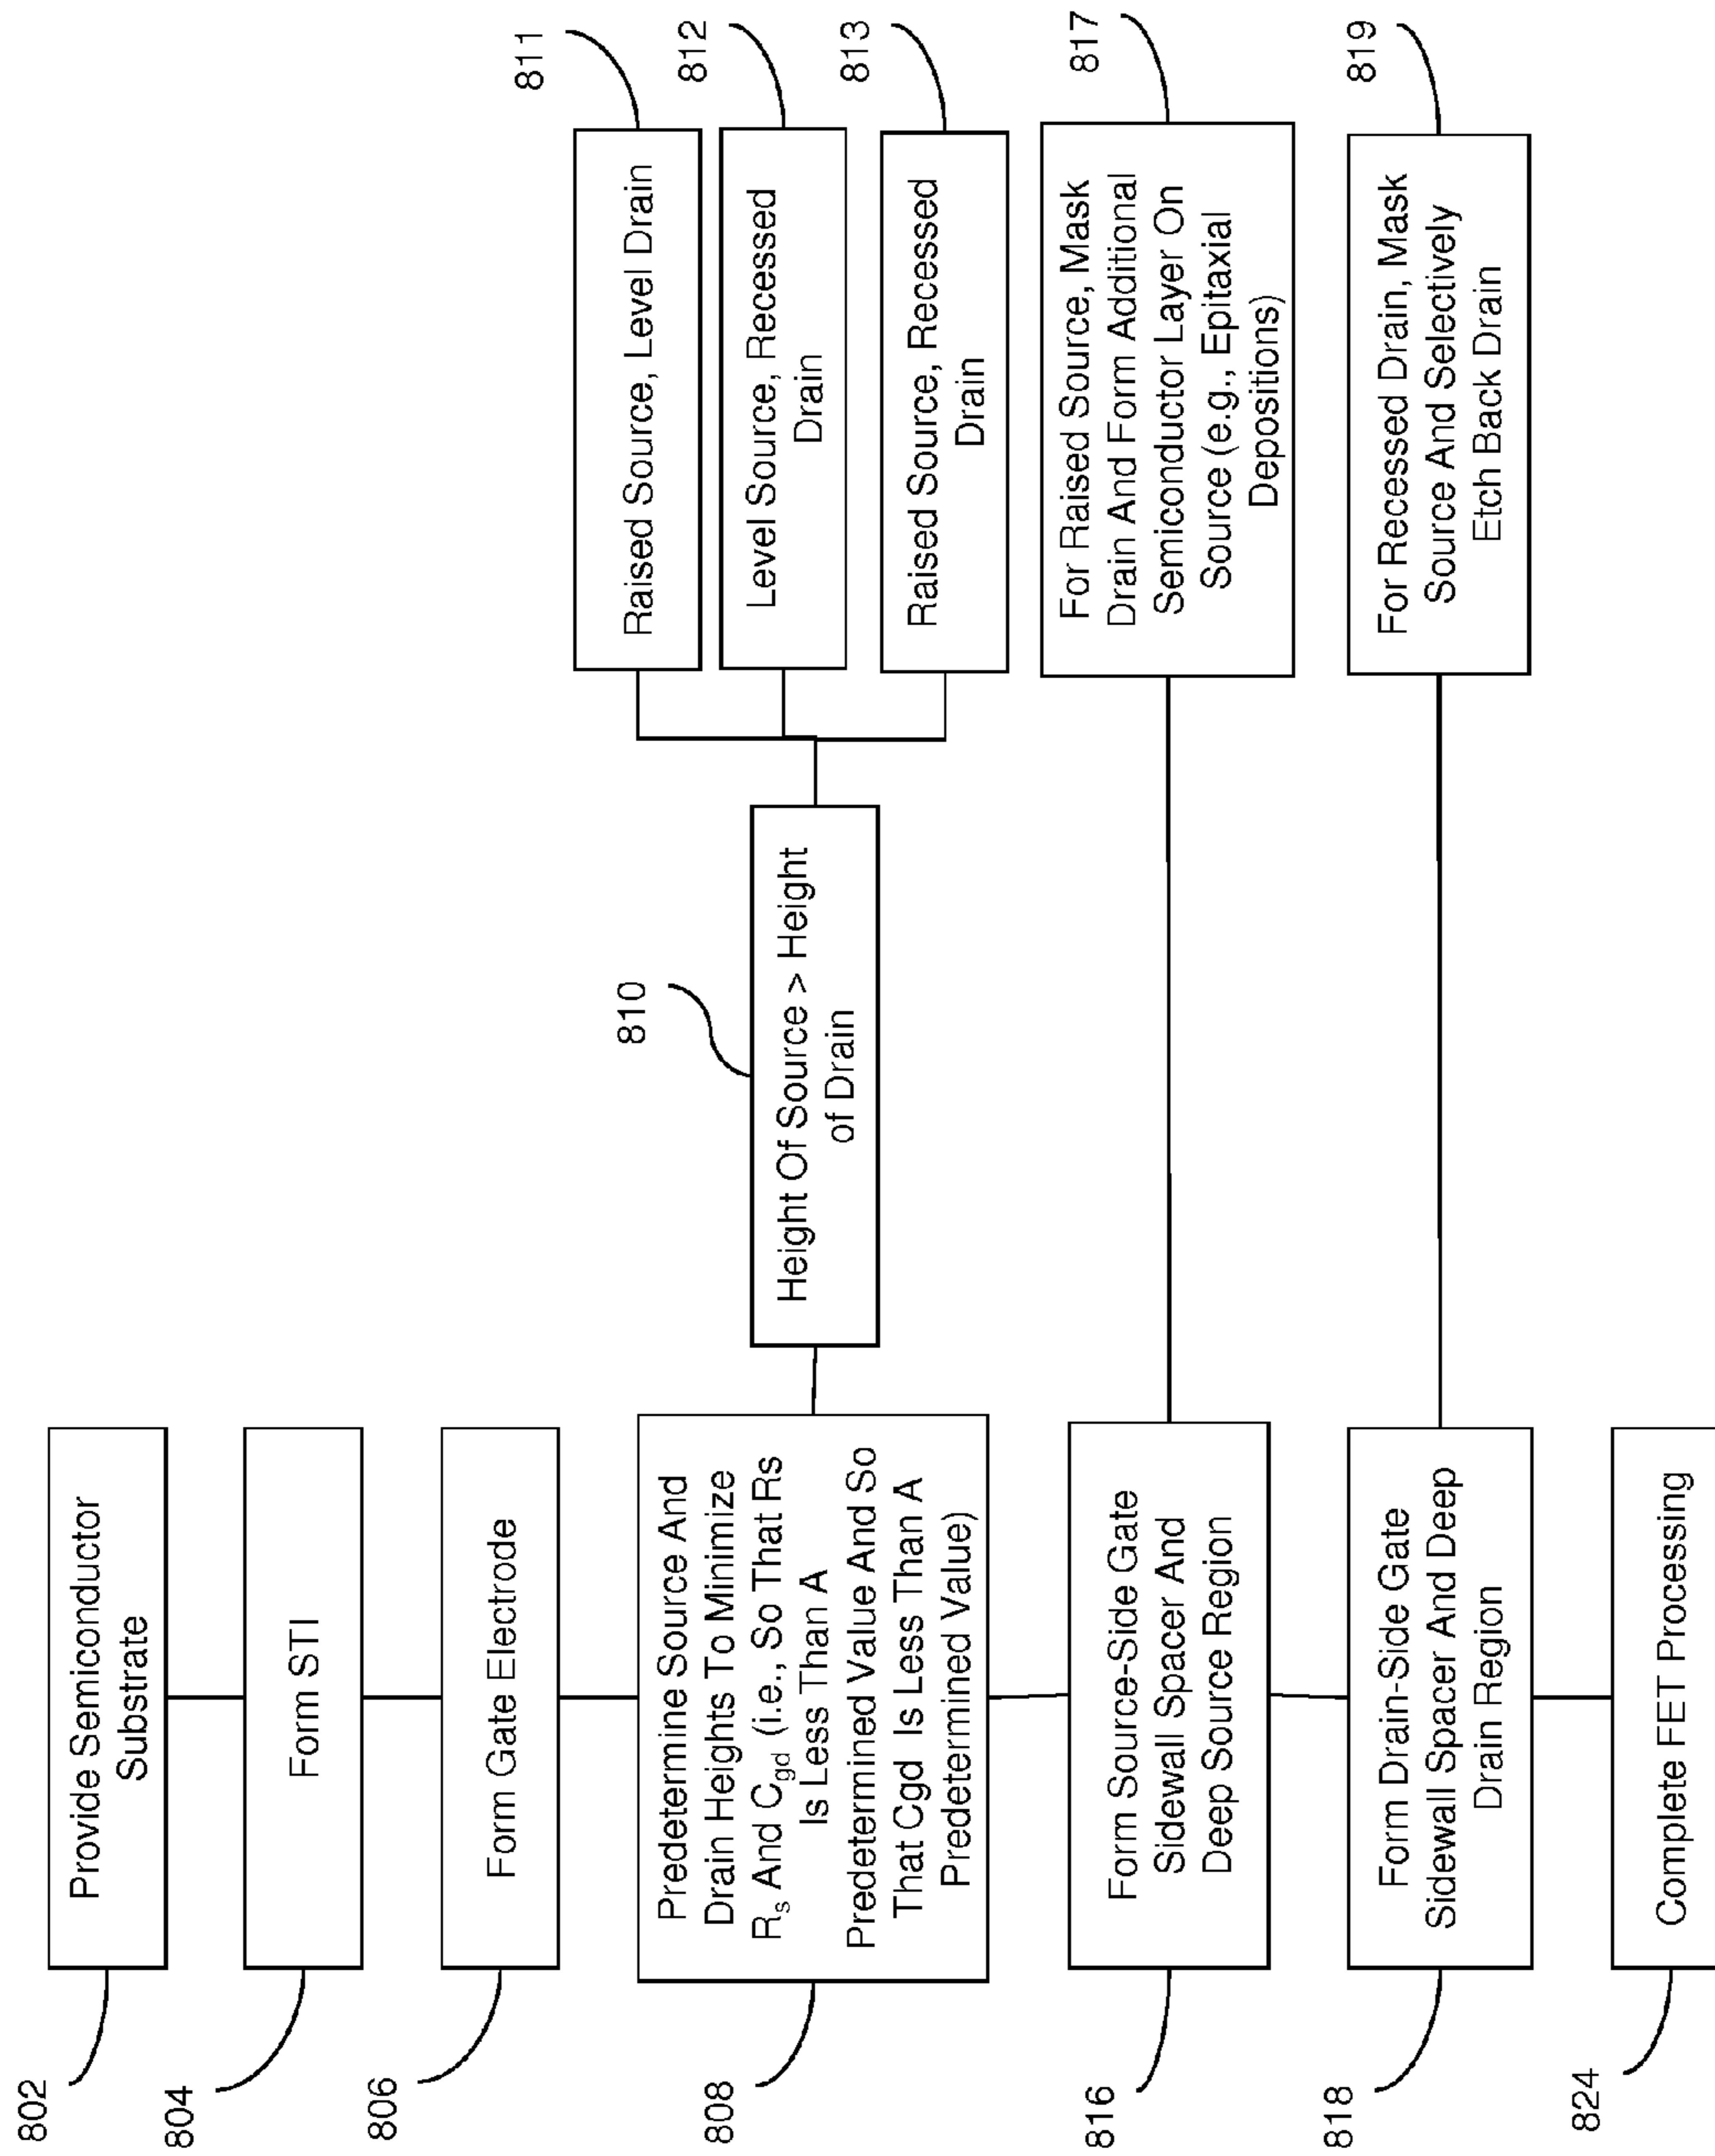 802
Provide Semiconductor
Substrate
804
Form STI
806
Form Gate Electrode
808
Predetermine Source And
Drain Heights To Minimize
Rs And Cgd (i.e., So That Rs
Is Less Than A
Predetermined Value And So
That Cgd Is Less Than A
Predetermined Value)
810
Height Of Source > Height
of Drain
811
Raised Source, Level Drain
812
Level Source, Recessed
Drain
813
Raised Source, Recessed
Drain
816
Form Source-Side Gate
Sidewall Spacer And
Deep Source Region
817
For Raised Source, Mask
Drain And Form Additional
Semiconductor Layer On
Source (e.g., Epitaxial
Depositions)
818
Form Drain-Side Gate
Sidewall Spacer And Deep
Drain Region
819
For Recessed Drain, Mask
Source And Selectively
Etch Back Drain
824
Complete FET Processing